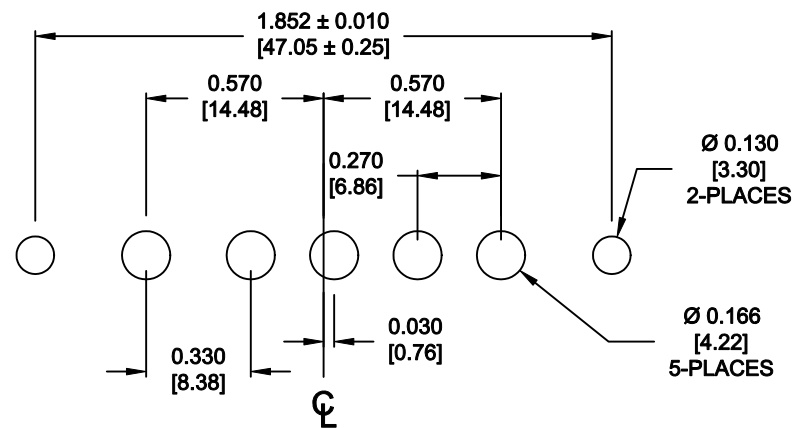 1.852 ± 0.010
[47.05 ± 0.25]
0.570
[14.48]
0.570
[14.48]
0.270
[6.86]
Ø 0.130
[3.30]
2-PLACES
0.030
[0.76]
Ø 0.166
[4.22]
5-PLACES
0.330
[8.38]
℄